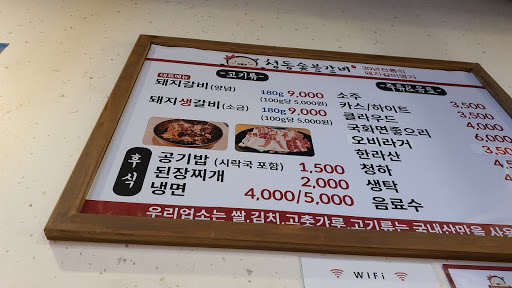 성동숯불갈비
30년전통의
돼지갈비명가
고기류
대표메뉴
돼지갈비(양념) 180g 9,000
(100g당 5,000원)
돼지생갈비(소금) 180g 9,000
(100g당 5,000원)
후식
공기밥 (시락국 포함) 1,500
된장찌개 2,000
냉면 4,000/5,000
주류&음료
소주 3,500
카스/하이트 3,500
클라우드 4,000
국화면좋으리 6,000
오비라거
한라산
청하
생탁
음료수
우리업소는 쌀.김치.고춧가루.고기류는 국내산만을
WiFi